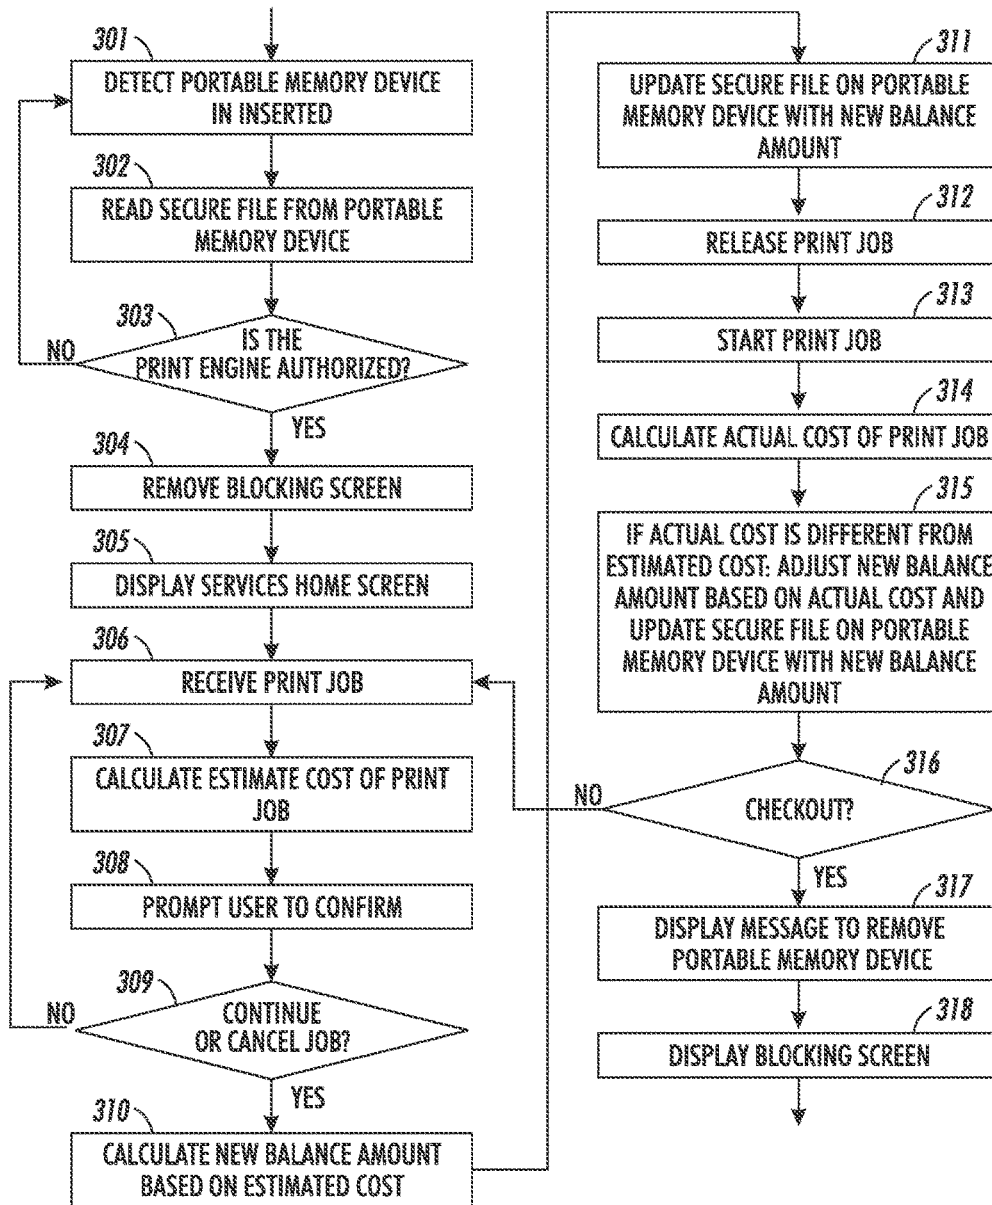 301
DETECT PORTABLE MEMORY DEVICE
IN INSERTED
302
READ SECURE FILE FROM PORTABLE
MEMORY DEVICE
303
IS THE
PRINT ENGINE AUTHORIZED?
NO
YES
304
REMOVE BLOCKING SCREEN
305
DISPLAY SERVICES HOME SCREEN
306
RECEIVE PRINT JOB
307
CALCULATE ESTIMATE COST OF PRINT
JOB
308
PROMPT USER TO CONFIRM
309
CONTINUE
OR CANCEL JOB?
NO
YES
310
CALCULATE NEW BALANCE AMOUNT
BASED ON ESTIMATED COST
311
UPDATE SECURE FILE ON PORTABLE
MEMORY DEVICE WITH NEW BALANCE
AMOUNT
312
RELEASE PRINT JOB
313
START PRINT JOB
314
CALCULATE ACTUAL COST OF PRINT JOB
315
IF ACTUAL COST IS DIFFERENT FROM
ESTIMATED COST: ADJUST NEW BALANCE
AMOUNT BASED ON ACTUAL COST AND
UPDATE SECURE FILE ON PORTABLE
MEMORY DEVICE WITH NEW BALANCE
AMOUNT
316
CHECKOUT?
NO
YES
317
DISPLAY MESSAGE TO REMOVE
PORTABLE MEMORY DEVICE
318
DISPLAY BLOCKING SCREEN